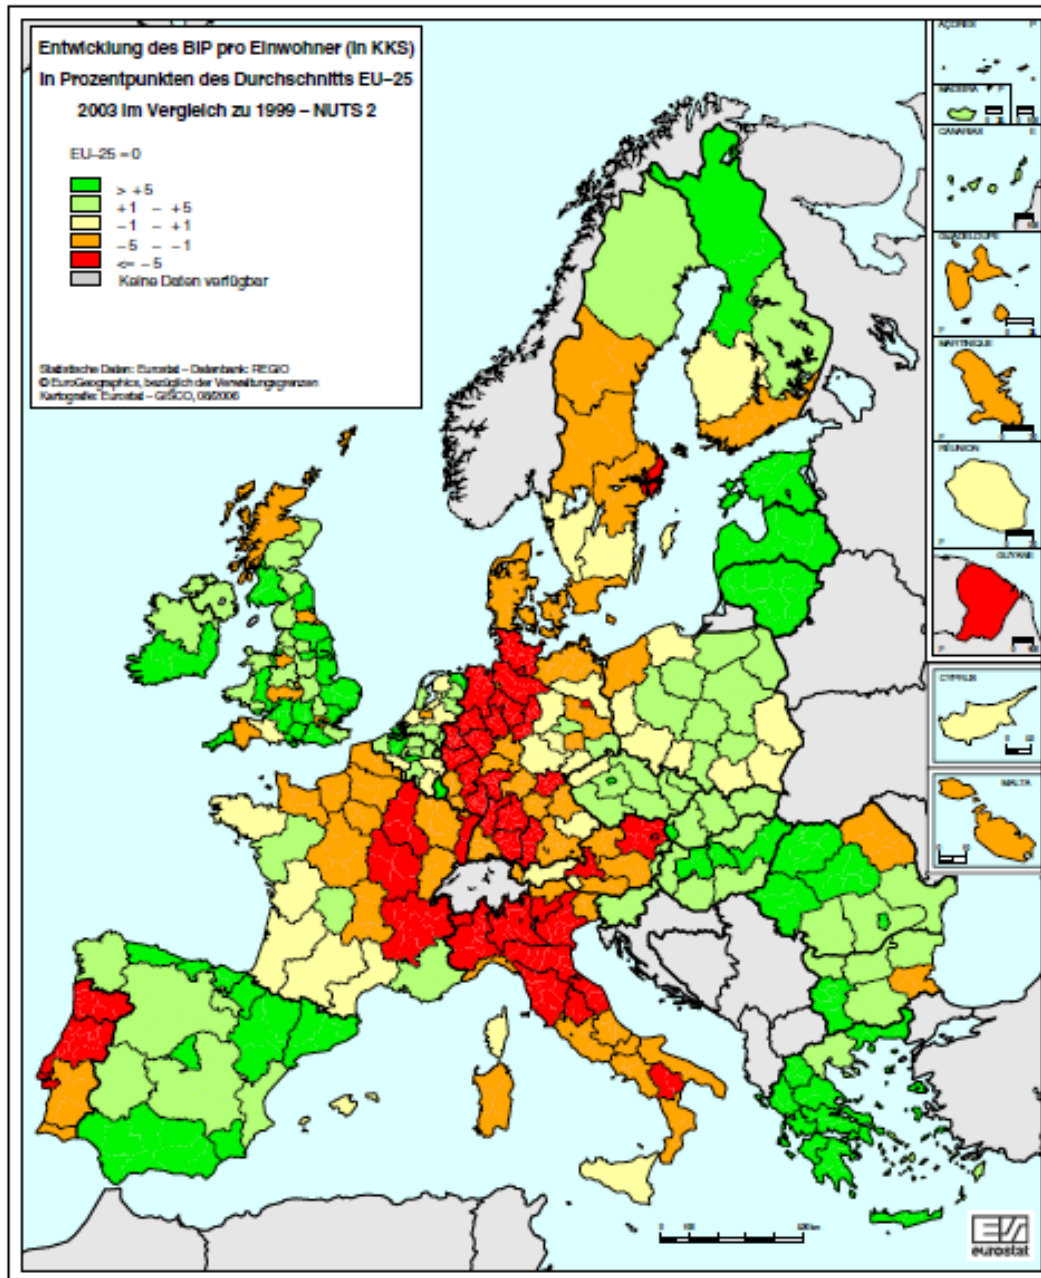 Entwicklung des BIP pro Einwohner (in KKS)
in Prozentpunkten des Durchschnitts EU-25
2003 im Vergleich zu 1999 – NUTS 2
EU-25 = 0
> +5
+1 – +5
-1 – +1
-5 – -1
<= -5
Keine Daten verfügbar
Statistische Daten: Eurostat – Datenbank: REGIO
© EuroGeographics, bezüglich der Verwaltungsgrenzen
Kartografie: Eurostat – GISCO, 06/2006
AÇORES P
MADEIRA P
CANARIAS E
GUADELOUPE
F
MARTINIQUE
F
RÉUNION
F
GUYANE
F
CYPRUS
MALTA
0 100
eurostat